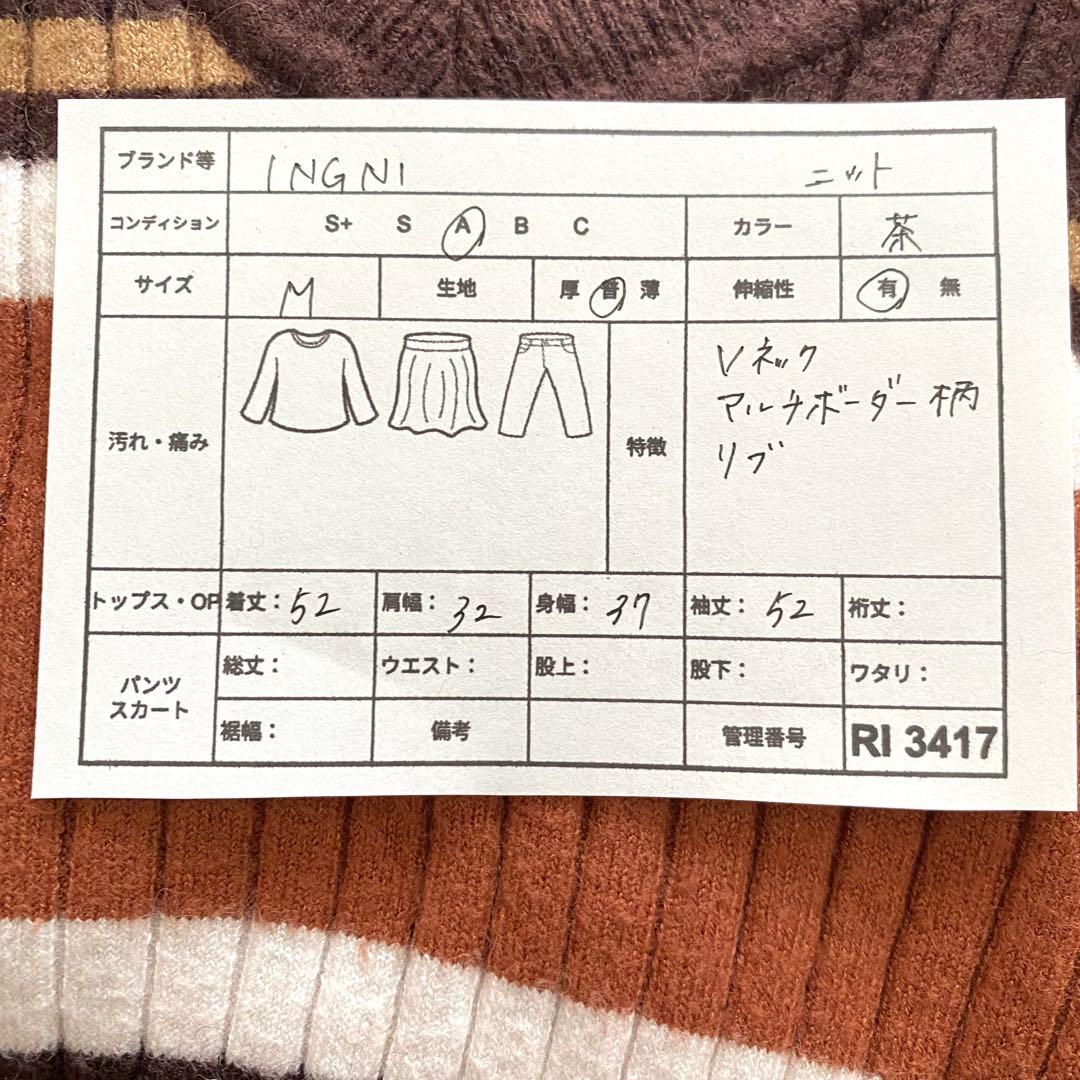 ブランド等 INGNI ニット
コンディション S+ S A B C カラー 茶
サイズ M 生地 厚 普 薄 伸縮性 有 無
汚れ・痛み 特徴 Vネック
マルチボーダー柄
リブ
トップス・OP 着丈：52 肩幅：32 身幅：37 袖丈：52 裄丈：
パンツ スカート 総丈： ウエスト： 股上： 股下： ワタリ：
裾幅： 備考 管理番号 RI 3417